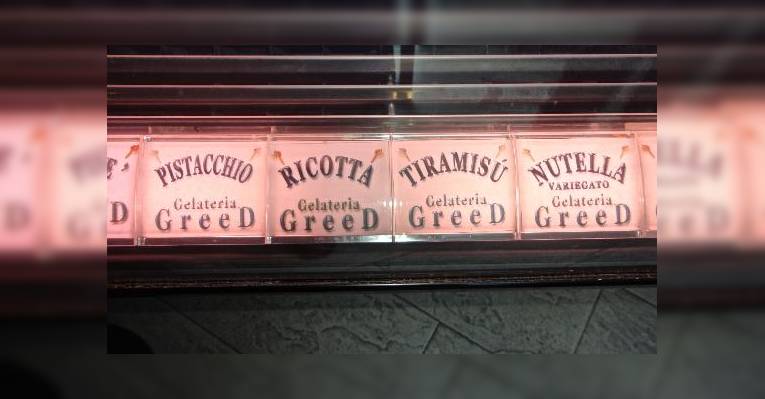 PISTACCHIO
Gelateria
GreeD
RICOTTA
Gelateria
GreeD
TIRAMISÚ
Gelateria
GreeD
NUTELLA
VARIEGATO
Gelateria
GreeD